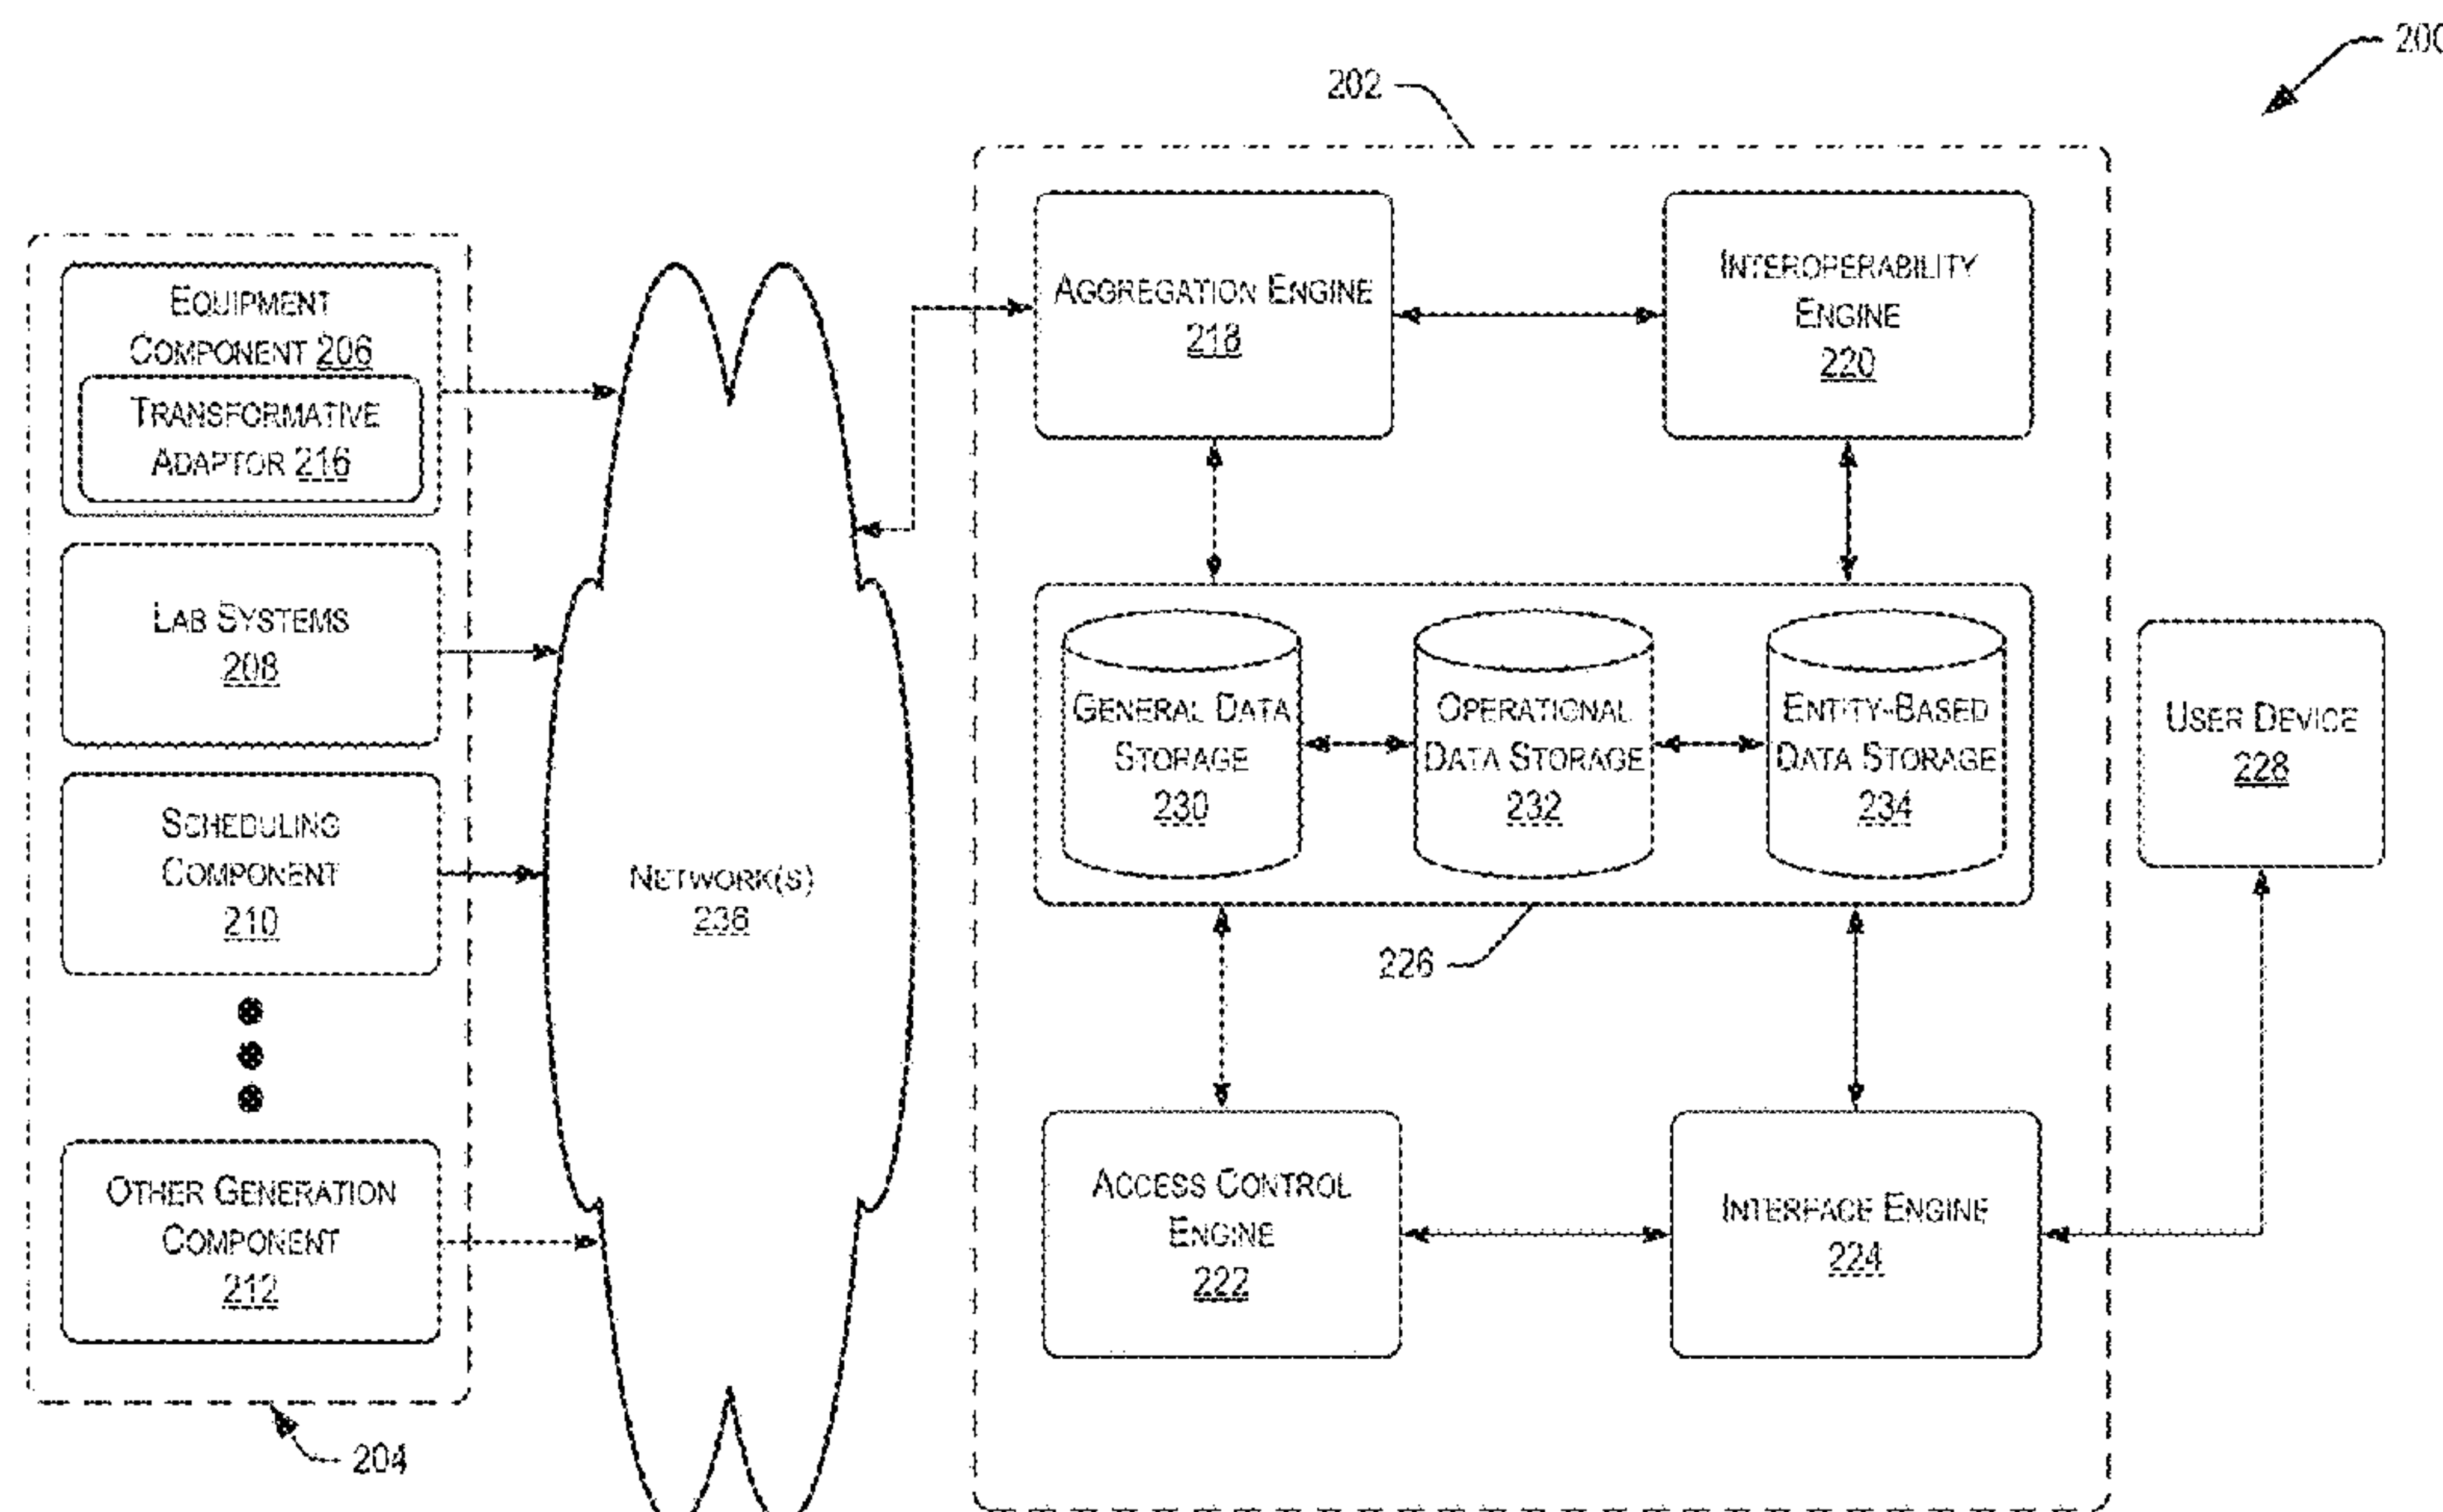 200
202
EQUIPMENT
COMPONENT 206
TRANSFORMATIVE
ADAPTOR 216
LAB SYSTEMS
208
SCHEDULING
COMPONENT
210
OTHER GENERATION
COMPONENT
212
204
NETWORK(S)
236
AGGREGATION ENGINE
218
INTEROPERABILITY
ENGINE
220
GENERAL DATA
STORAGE
230
OPERATIONAL
DATA STORAGE
232
ENTITY-BASED
DATA STORAGE
234
226
ACCESS CONTROL
ENGINE
222
INTERFACE ENGINE
224
USER DEVICE
228